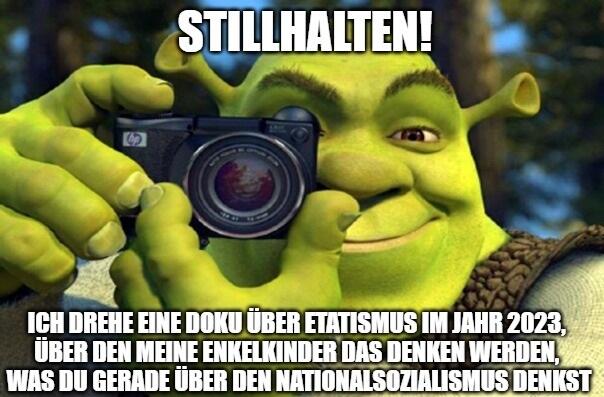 STILLHALTEN!
hp
ICH DREHE EINE DOKU ÜBER ETATISMUS IM JAHR 2023,
ÜBER DEN MEINE ENKELKINDER DAS DENKEN WERDEN,
WAS DU GERADE ÜBER DEN NATIONALSOZIALISMUS DENKST